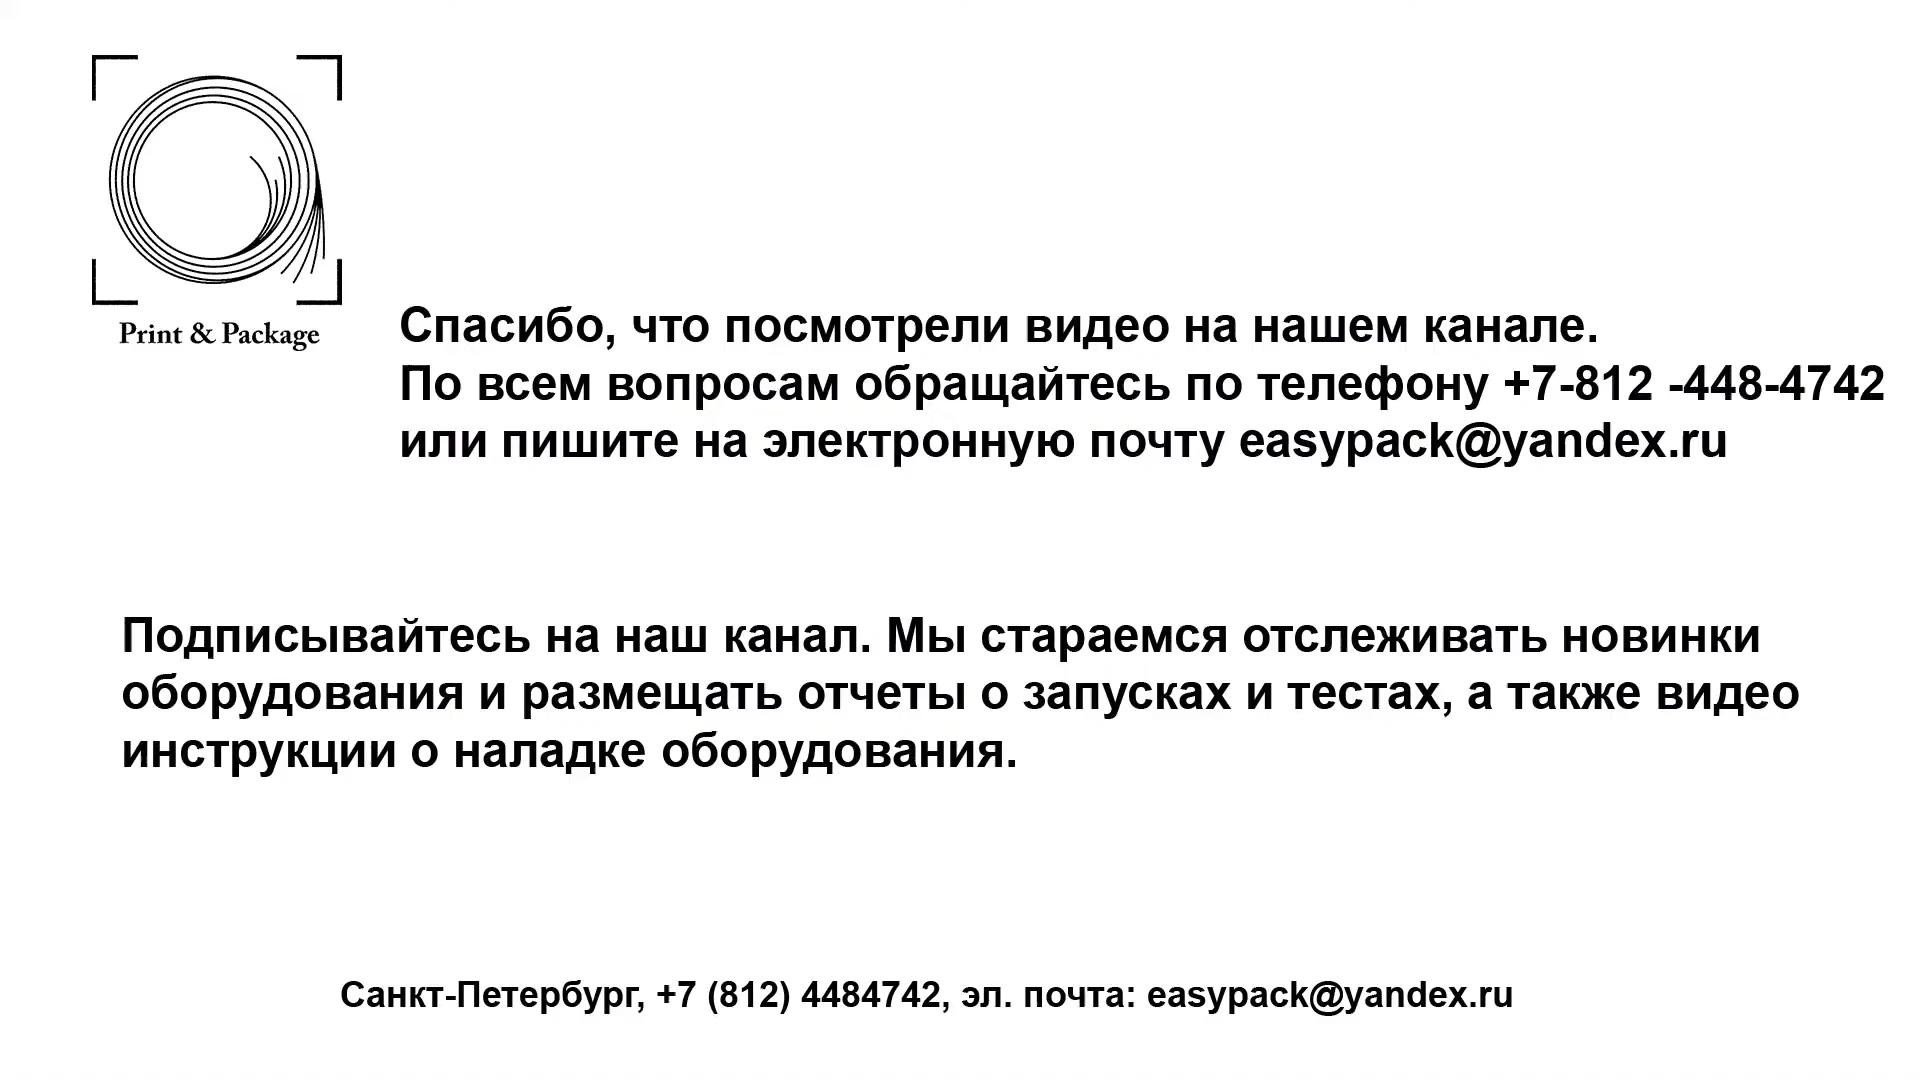 Print & Package
Спасибо, что посмотрели видео на нашем канале.
По всем вопросам обращайтесь по телефону +7-812 -448-4742
или пишите на электронную почту easypack@yandex.ru
Подписывайтесь на наш канал. Мы стараемся отслеживать новинки
оборудования и размещать отчеты о запусках и тестах, а также видео
инструкции о наладке оборудования.
Санкт-Петербург, +7 (812) 4484742, эл. почта: easypack@yandex.ru